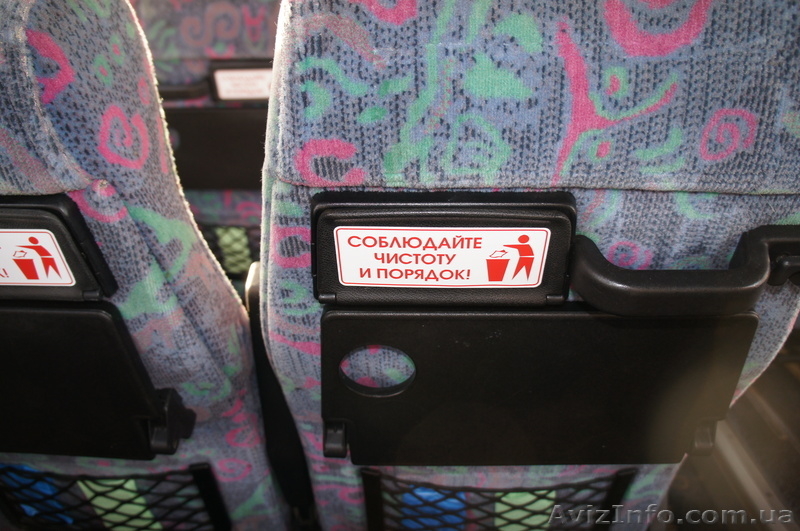 СОБЛЮДАЙТЕ
ЧИСТОТУ
И ПОРЯДОК!
К!
AvizInfo.com.ua